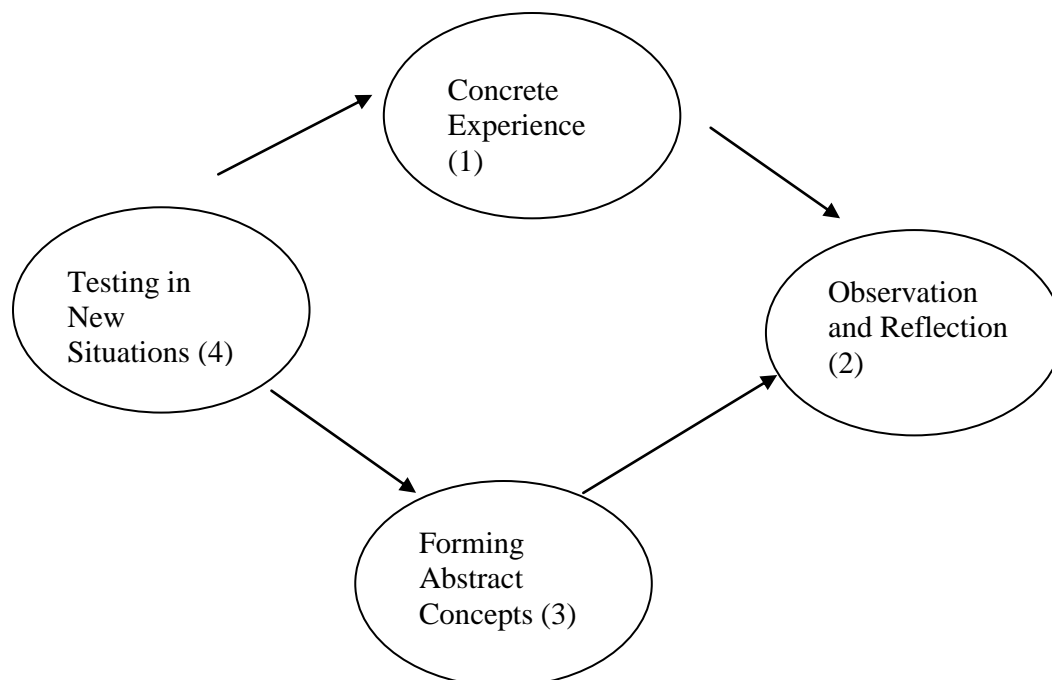 Concrete
Experience
(1)
Testing in
New
Situations (4)
Observation
and Reflection
(2)
Forming
Abstract
Concepts (3)